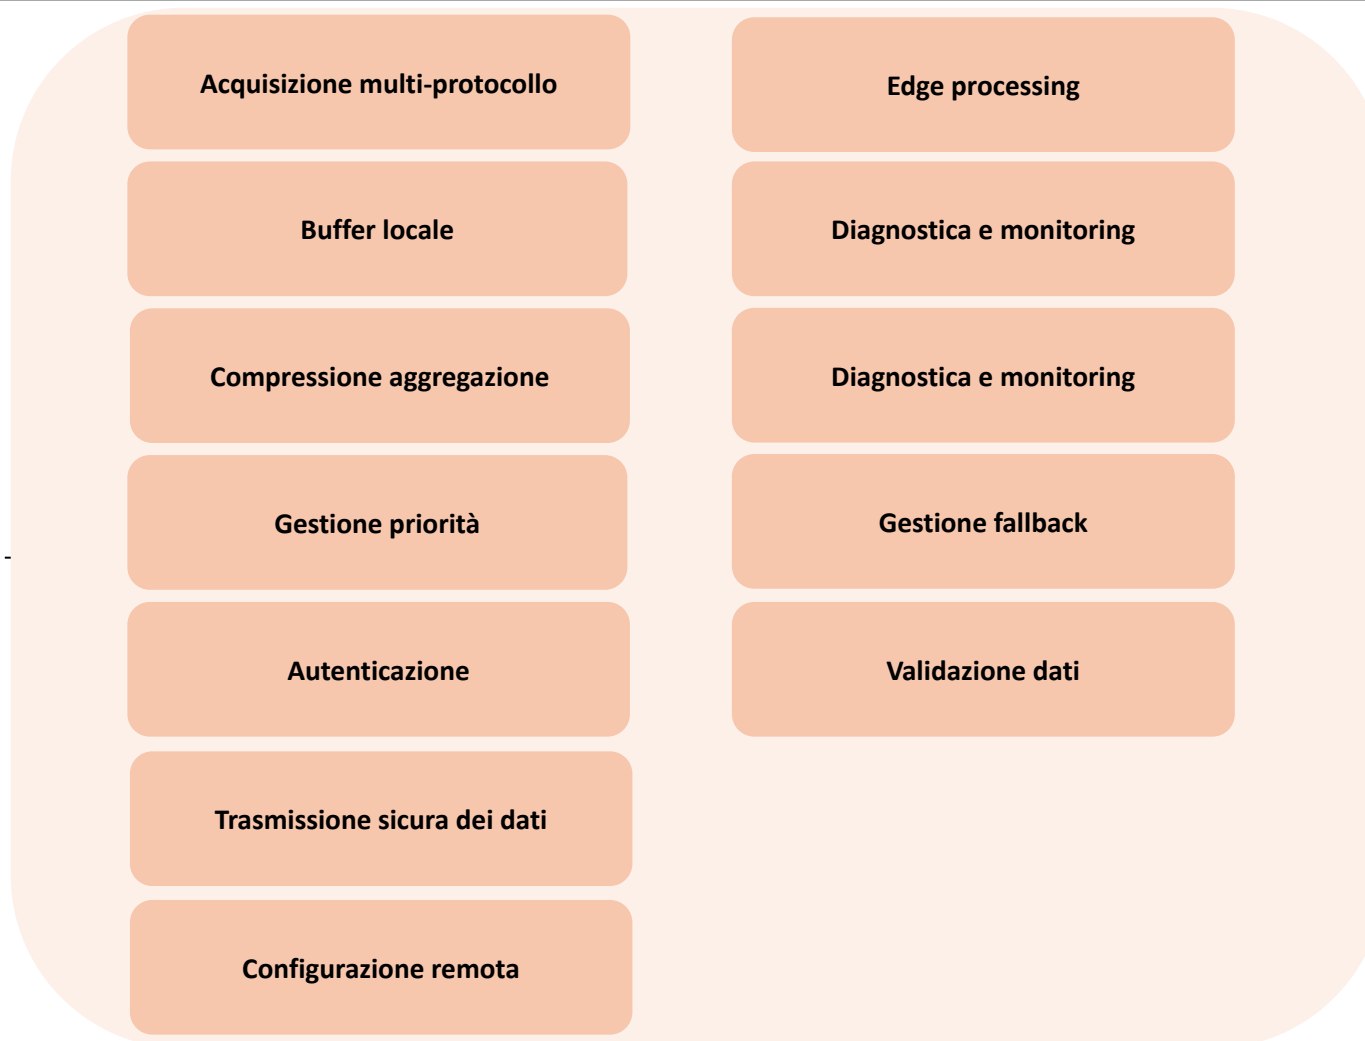 Acquisizione multi-protocollo
Buffer locale
Compressione aggregazione
Gestione priorità
Autenticazione
Trasmissione sicura dei dati
Configurazione remota
Edge processing
Diagnostica e monitoring
Diagnostica e monitoring
Gestione fallback
Validazione dati